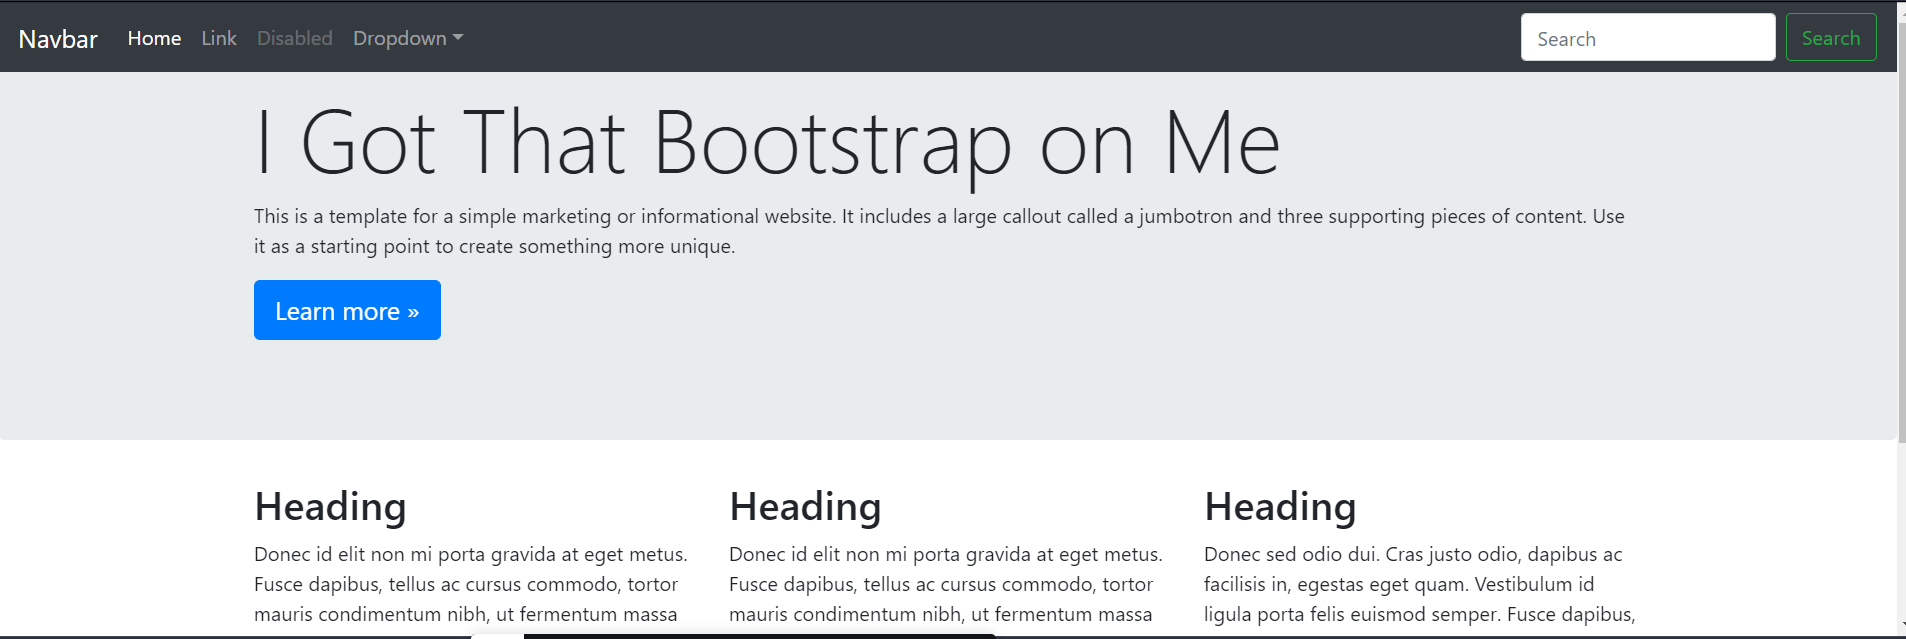 Navbar Home Link Disabled Dropdown Search Search
I Got That Bootstrap on Me
This is a template for a simple marketing or informational website. It includes a large callout called a jumbotron and three supporting pieces of content. Use
it as a starting point to create something more unique.
Learn more »
Heading
Donec id elit non mi porta gravida at eget metus.
Fusce dapibus, tellus ac cursus commodo, tortor
mauris condimentum nibh, ut fermentum massa
Heading
Donec id elit non mi porta gravida at eget metus.
Fusce dapibus, tellus ac cursus commodo, tortor
mauris condimentum nibh, ut fermentum massa
Heading
Donec sed odio dui. Cras justo odio, dapibus ac
facilisis in, egestas eget quam. Vestibulum id
ligula porta felis euismod semper. Fusce dapibus,